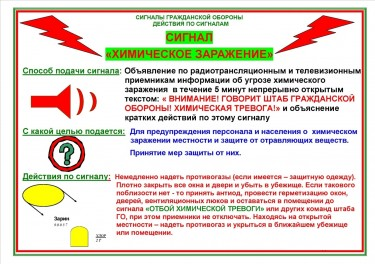 СИГНАЛЫ ГРАЖДАНСКОЙ ОБОРОНЫ
ДЕЙСТВИЯ ПО СИГНАЛАМ
СИГНАЛ
«ХИМИЧЕСКОЕ ЗАРАЖЕНИЕ»
Способ подачи сигнала: Объявление по радиотрансляционным и телевизионным
приемникам информации об угрозе химического
заражения в течение 5 минут непрерывно открытым
текстом: « ВНИМАНИЕ! ГОВОРИТ ШТАБ ГРАЖДАНСКОЙ
ОБОРОНЫ! ХИМИЧЕСКАЯ ТРЕВОГА!» и объяснение
кратких действий по этому сигналу
С какой целью подается: Для предупреждения персонала и населения о химическом
заражении местности и защите от отравляющих веществ.
Принятие мер защиты от них.
Действия по сигналу: Немедленно надеть противогазы (если имеется – защитную одежду).
Плотно закрыть все окна и двери и убыть в убежище. Если такового
поблизости нет - то принять антидод, провести герметизацию окон,
дверей, вентиляционных люков и оставаться в помещении до
сигнала «ОТБОЙ ХИМИЧЕСКОЙ ТРЕВОГИ» или других команд штаба
ГО, при этом приемники не отключать. Находясь на открытой
местности – надеть противогаз и укрыться в ближайшем убежище
или помещении.
Зарин